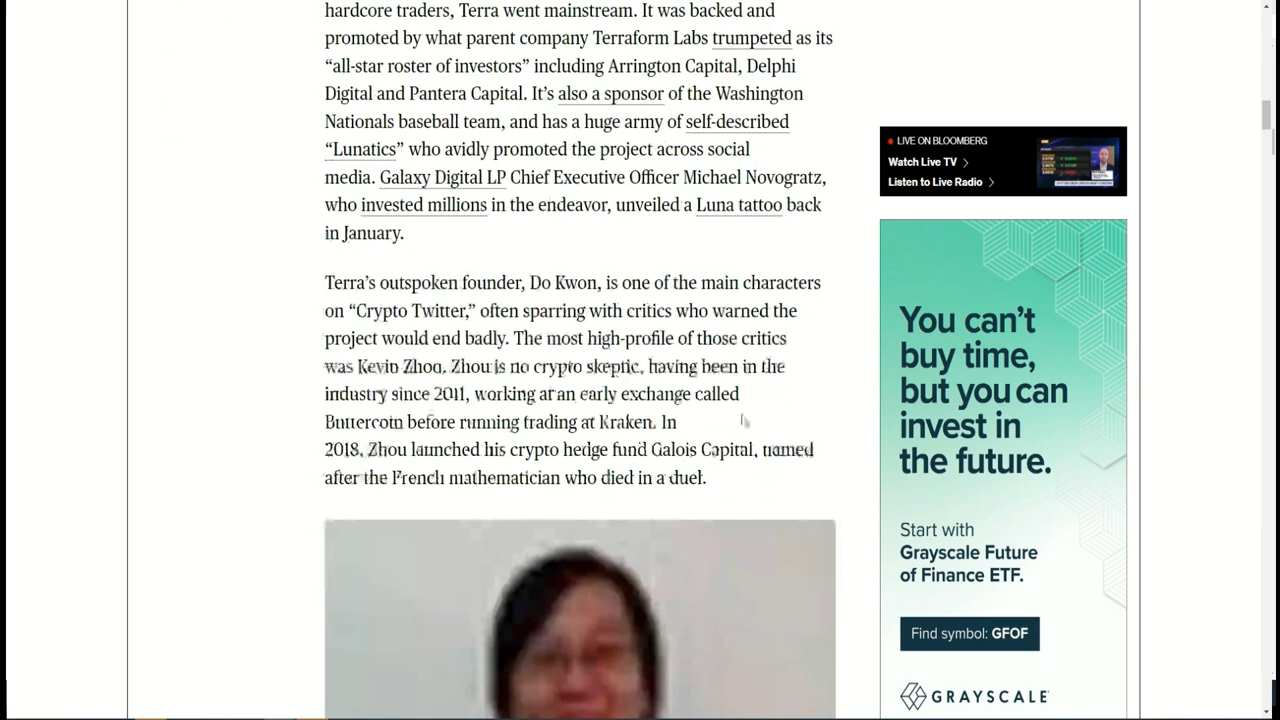 hardcore traders, Terra went mainstream. It was backed and
promoted by what parent company Terraform Labs trumpeted as its
“all-star roster of investors” including Arrington Capital, Delphi
Digital and Pantera Capital. It’s also a sponsor of the Washington
Nationals baseball team, and has a huge army of self-described
“Lunatics” who avidly promoted the project across social
media. Galaxy Digital LP Chief Executive Officer Michael Novogratz,
who invested millions in the endeavor, unveiled a Luna tattoo back
in January.
Terra’s outspoken founder, Do Kwon, is one of the main characters
on “Crypto Twitter,” often sparring with critics who warned the
project would end badly. The most high-profile of those critics
was Kevin Zhou. Zhou is no crypto skeptic, having been in the
industry since 2011, working at an early exchange called
Buttercoin before running trading at Kraken. In
2018, Zhou launched his crypto hedge fund Galois Capital, named
after the French mathematician who died in a duel.
LIVE ON BLOOMBERG
Watch Live TV
Listen to Live Radio
You can’t
buy time,
but you can
invest in
the future.
Start with
Grayscale Future
of Finance ETF.
Find symbol: GFOF
GRAYSCALE